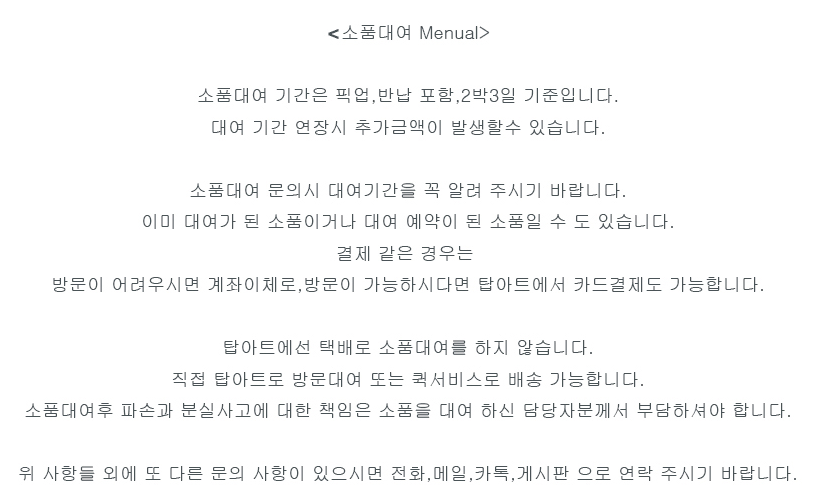 <소품대여 Menual>
소품대여 기간은 픽업,반납 포함,2박3일 기준입니다.
대여 기간 연장시 추가금액이 발생할수 있습니다.
소품대여 문의시 대여기간을 꼭 알려 주시기 바랍니다.
이미 대여가 된 소품이거나 대여 예약이 된 소품일 수 도 있습니다.
결제 같은 경우는
방문이 어려우시면 계좌이체로,방문이 가능하시다면 탑아트에서 카드결제도 가능합니다.
탑아트에선 택배로 소품대여를 하지 않습니다.
직접 탑아트로 방문대여 또는 퀵서비스로 배송 가능합니다.
소품대여후 파손과 분실사고에 대한 책임은 소품을 대여 하신 담당자분께서 부담하셔야 합니다.
위 사항들 외에 또 다른 문의 사항이 있으시면 전화,메일,카톡,게시판 으로 연락 주시기 바랍니다.